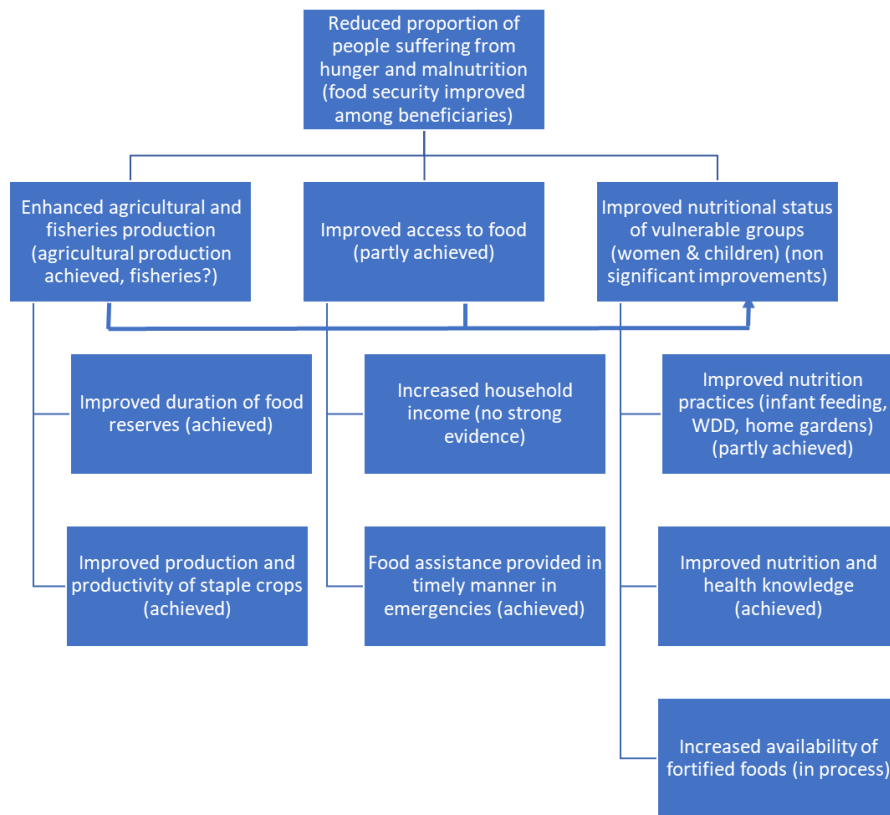 Reduced proportion of
people suffering from
hunger and malnutrition
(food security improved
among beneficiaries)
Enhanced agricultural and
fisheries production
(agricultural production
achieved, fisheries?)
Improved access to food
(partly achieved)
Improved nutritional status
of vulnerable groups
(women & children) (non
significant improvements)
Improved duration of food
reserves (achieved)
Increased household
income (no strong
evidence)
Improved nutrition
practices (infant feeding,
WDD, home gardens)
(partly achieved)
Improved production and
productivity of staple crops
(achieved)
Food assistance provided in
timely manner in
emergencies (achieved)
Improved nutrition and
health knowledge
(achieved)
Increased availability of
fortified foods (in process)